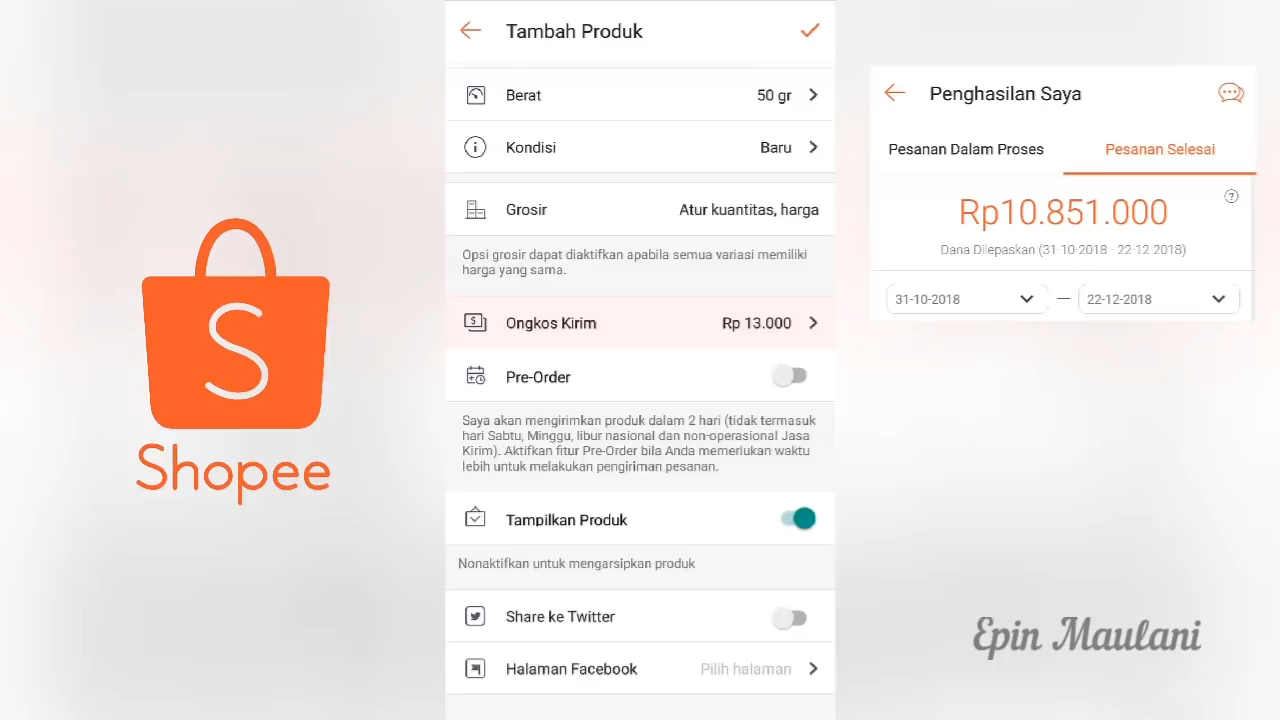 S
Shopee
Tambah Produk
Berat 50 gr
Kondisi Baru
Grosir Atur kuantitas, harga
Opsi grosir dapat diaktifkan apabila semua variasi memiliki
harga yang sama.
Ongkos Kirim Rp 13.000
Pre-Order
Saya akan mengirimkan produk dalam 2 hari (tidak termasuk
hari Sabtu, Minggu, libur nasional dan non-operasional Jasa
Kirim). Aktifkan fitur Pre-Order bila Anda memerlukan waktu
lebih untuk melakukan pengiriman pesanan.
Tampilkan Produk
Nonaktifkan untuk mengarsipkan produk
Share ke Twitter
Halaman Facebook Pilih halaman
Penghasilan Saya
Pesanan Dalam Proses Pesanan Selesai
Rp10.851.000
Dana Dilepaskan (31-10-2018 - 22-12-2018)
31-10-2018 — 22-12-2018
Epin Maulani